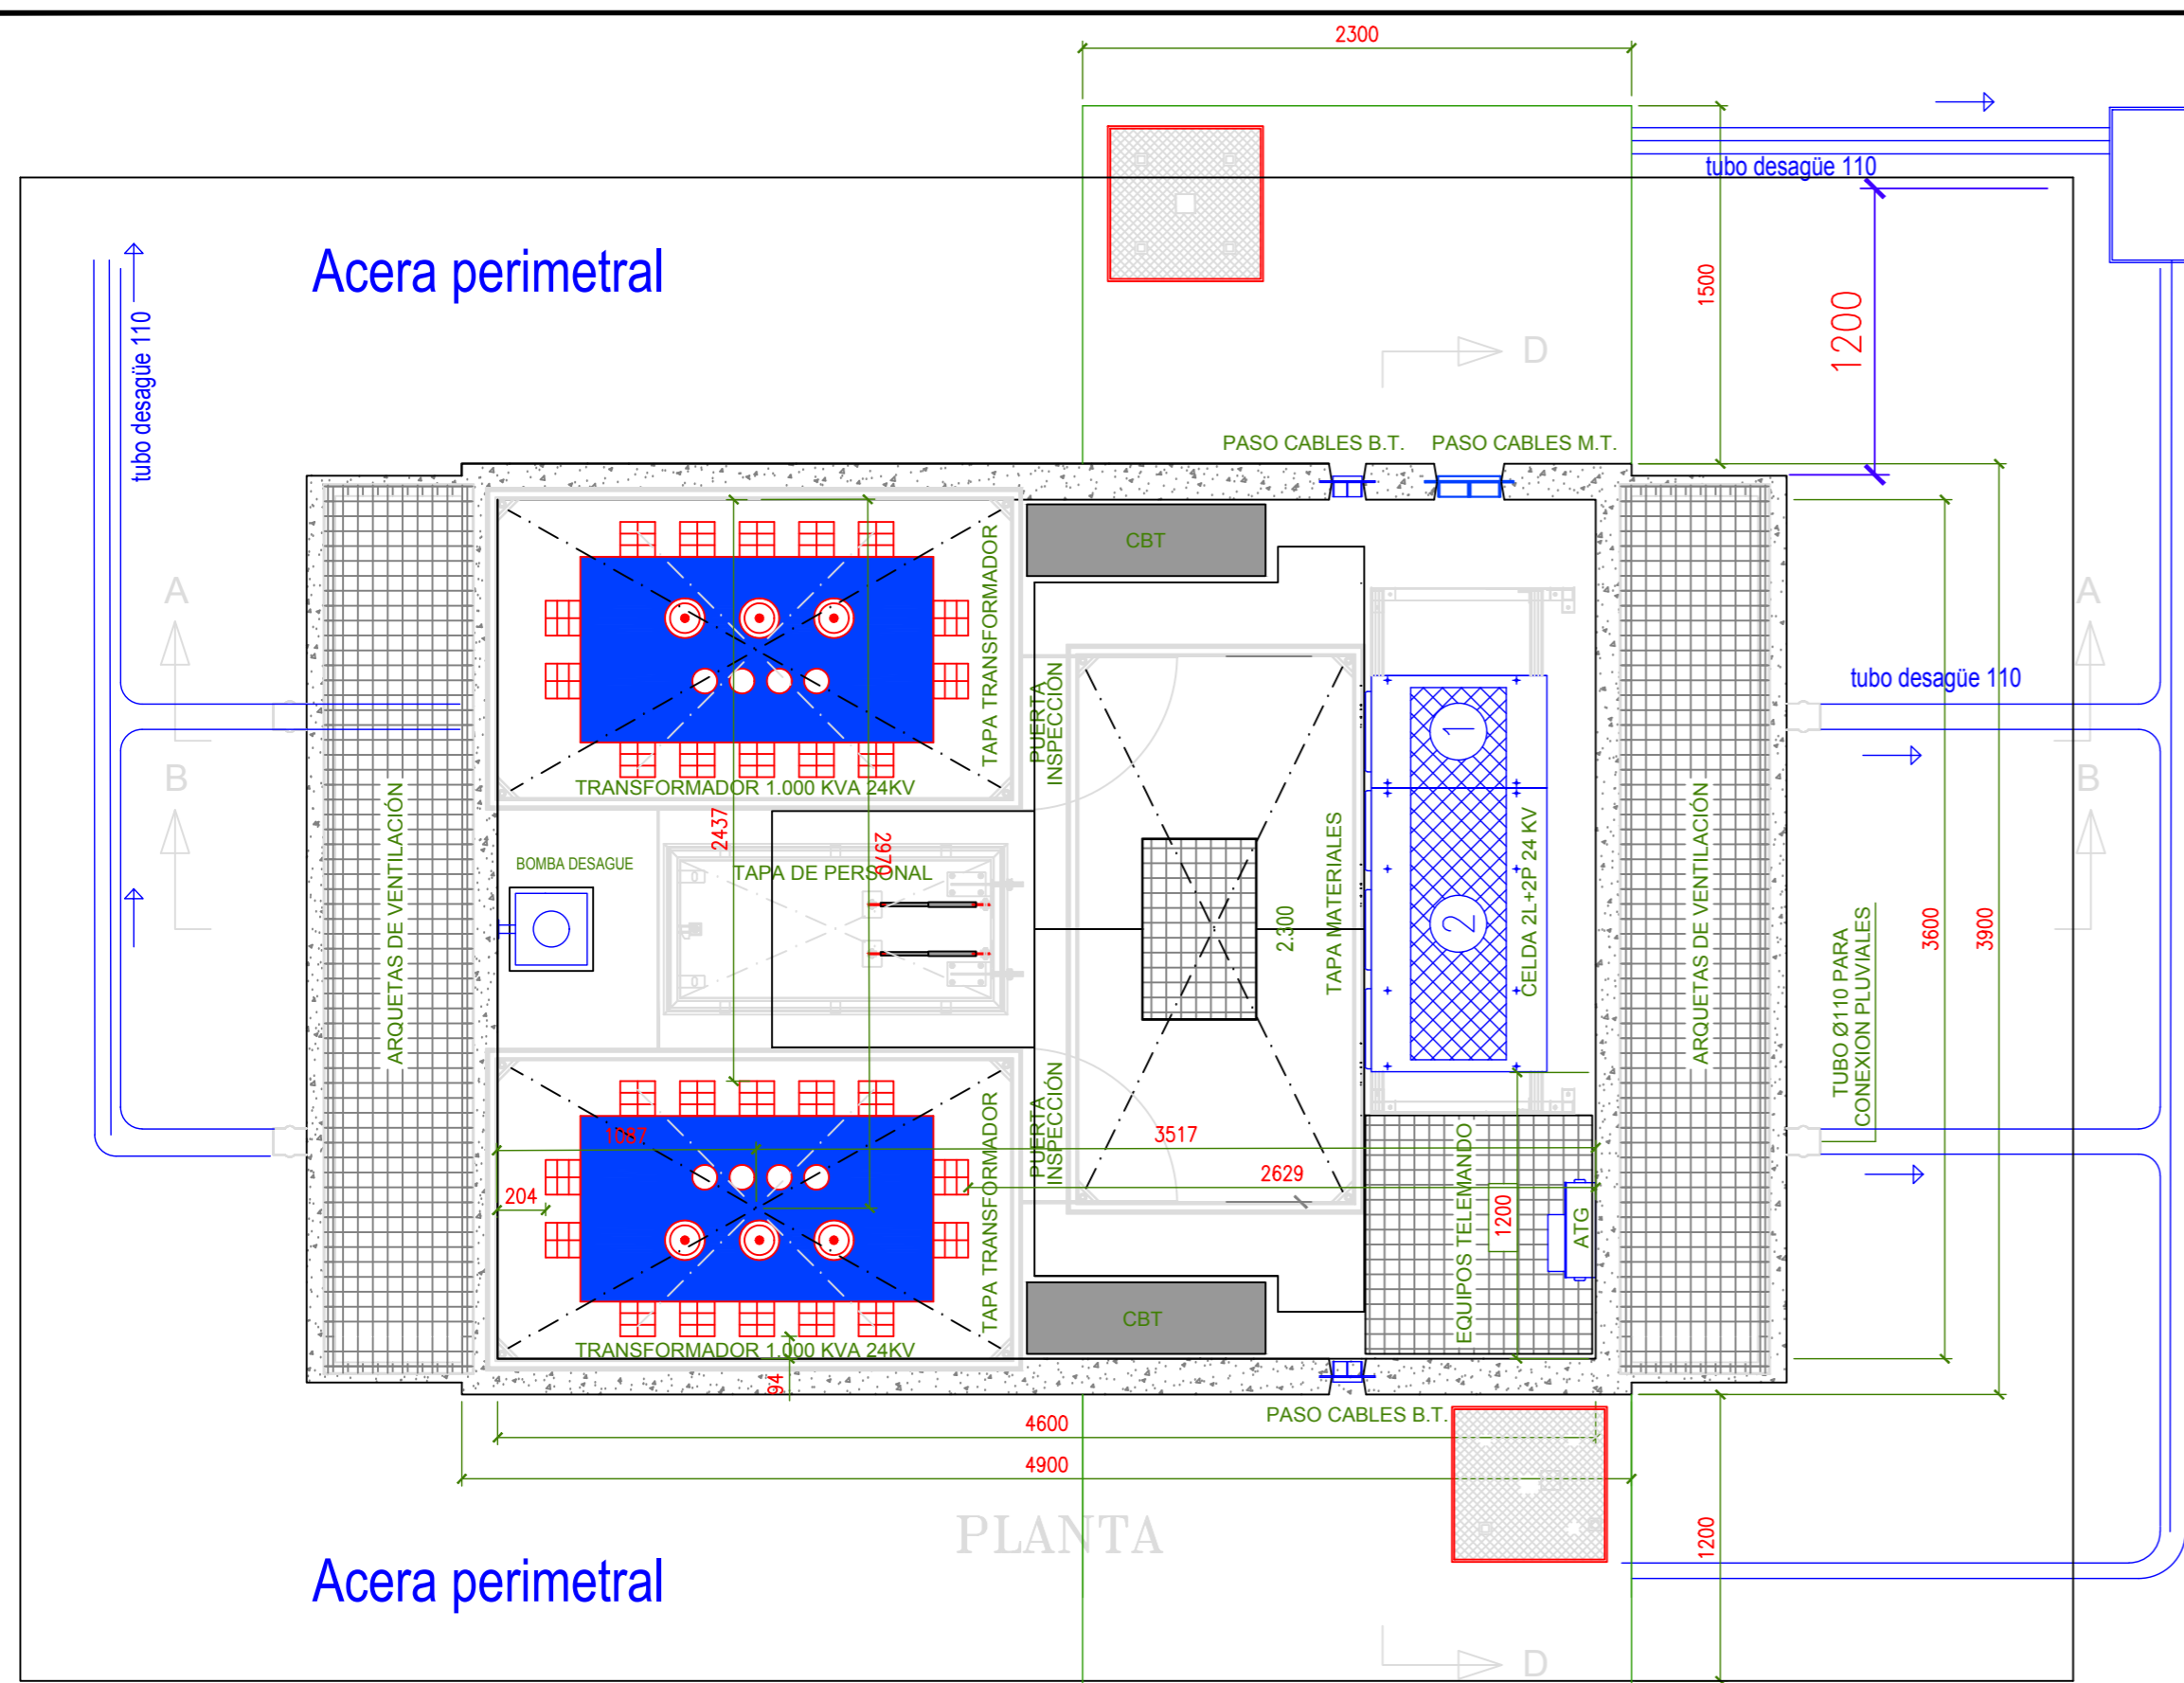 2300
tubo desagüe 110
Acera perimetral
1500
1200
tubo desagüe 110
D
PASO CABLES B.T.
PASO CABLES M.T.
CBT
TAPA TRANSFORMADOR
A
A
PUERTA
INSPECCIÓN
tubo desagüe 110
1
TRANSFORMADOR 1.000 KVA 24KV
B
B
ARQUETAS DE VENTILACIÓN
2437
2970
BOMBA DESAGUE
TAPA DE PERSONAL
2.300
TAPA MATERIALES
2
CELDA 2L+2P 24 KV
ARQUETAS DE VENTILACIÓN
TUBO Ø110 PARA
CONEXION PLUVIALES
3600
3900
1087
3517
204
2629
TAPA TRANSFORMADOR
PUERTA
INSPECCIÓN
EQUIPOS TELEMANDO
1200
ATG
CBT
TRANSFORMADOR 1.000 KVA 24KV
94
PASO CABLES B.T.
4600
4900
PLANTA
1200
Acera perimetral
D